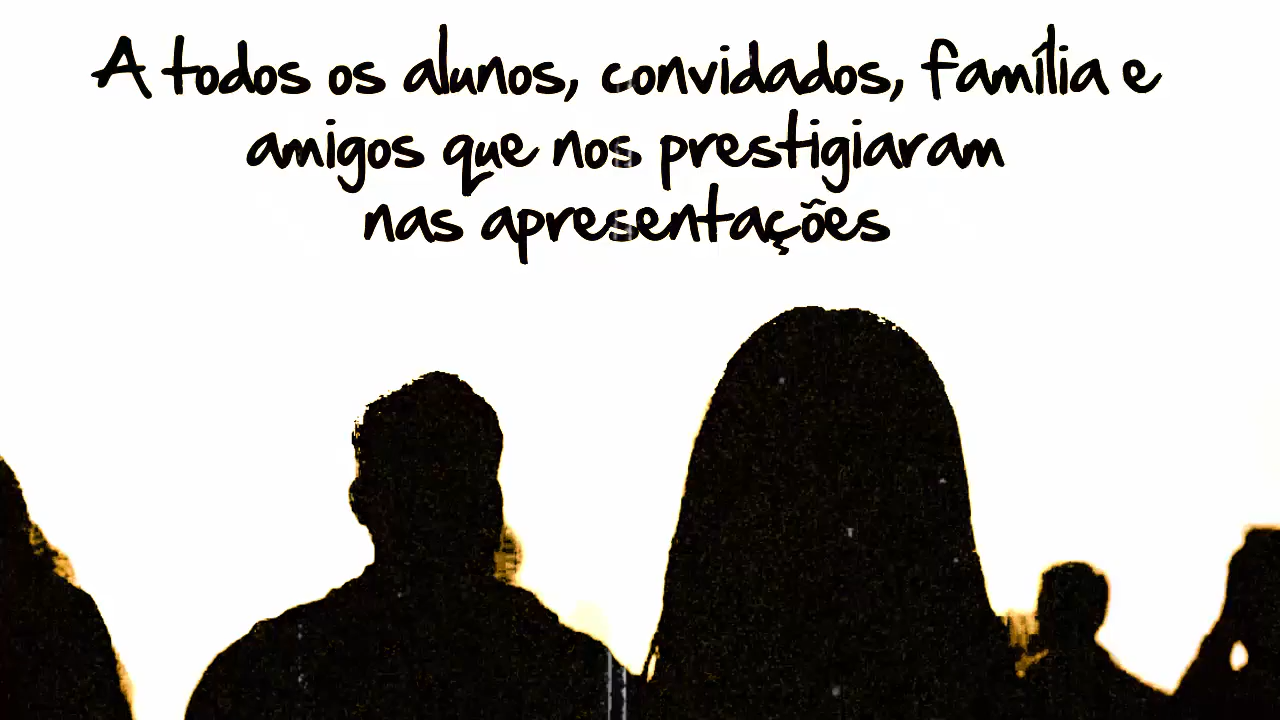 A todos os alunos, convidados, família e
amigos que nos prestigiaram
nas apresentações